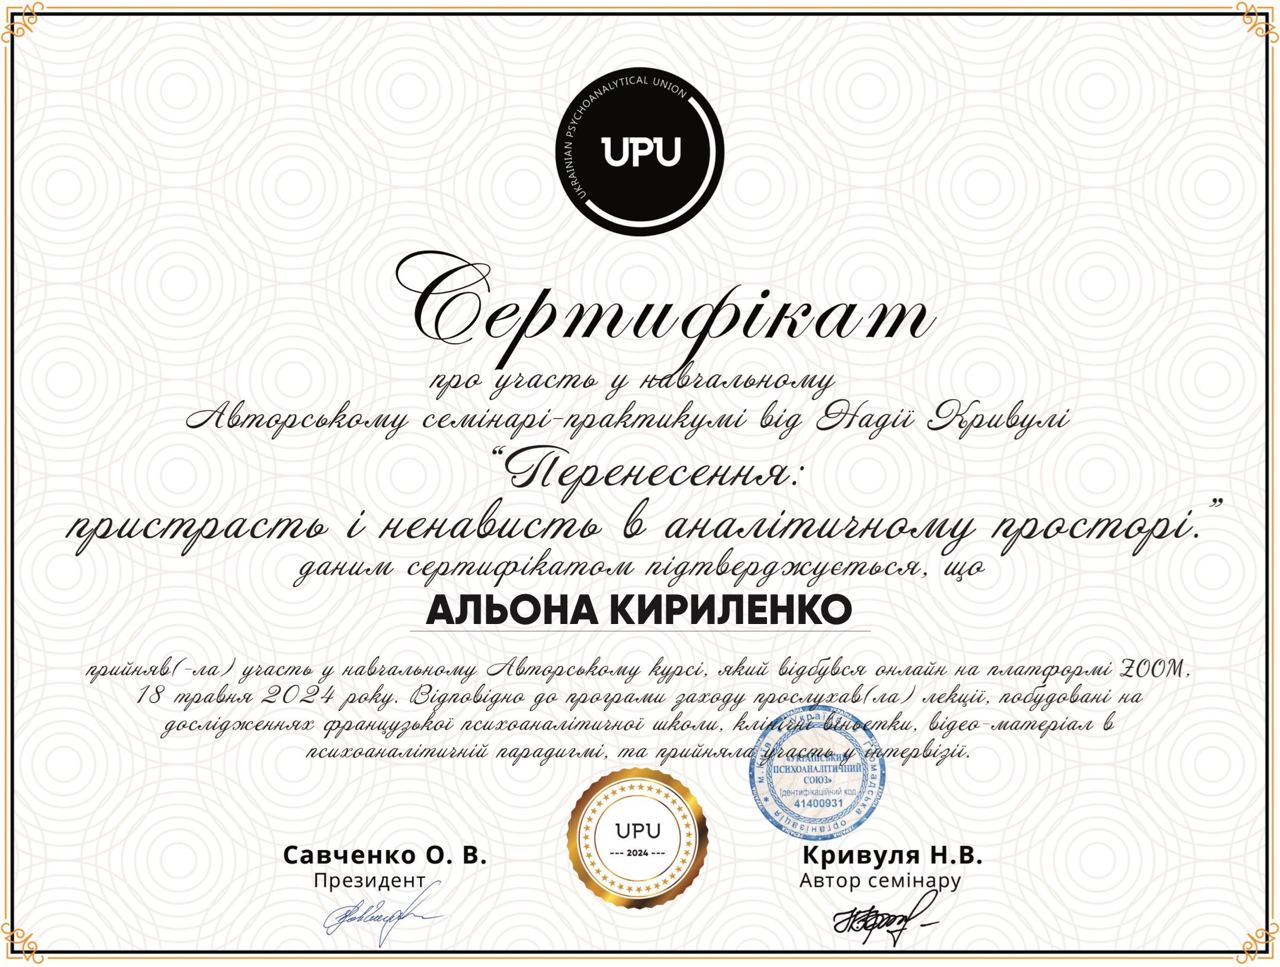 UKRAINIAN PSYCHOANALYTICAL UNION
UPU
Сертифікат
про участь у навчальному
Авторському семінарі-практикумі від Надії Кривулі
“Перенесення:
пристрасть і ненависть в аналітичному просторі.”
даним сертифікатом підтверджується, що
АЛЬОНА КИРИЛЕНКО
прийняв(-ла) участь у навчальному Авторському курсі, який відбувся онлайн на платформі ZOOM,
18 травня 2024 року. Відповідно до програми заходу прослухав(ла) лекції, побудовані на
дослідженнях французької психоаналітичної школи, клінічні віньєтки, відео-матеріал в
психоаналітичній парадигмі, та прийняла участь у інтервізії.
Україна * Громадська організація * м.Київ
«УКРАЇНСЬКИЙ
ПСИХОАНАЛІТИЧНИЙ
СОЮЗ»
Ідентифікаційний код
41400931
UPU
--- 2024 ---
Савченко О. В.
Президент
Кривуля Н.В.
Автор семінару